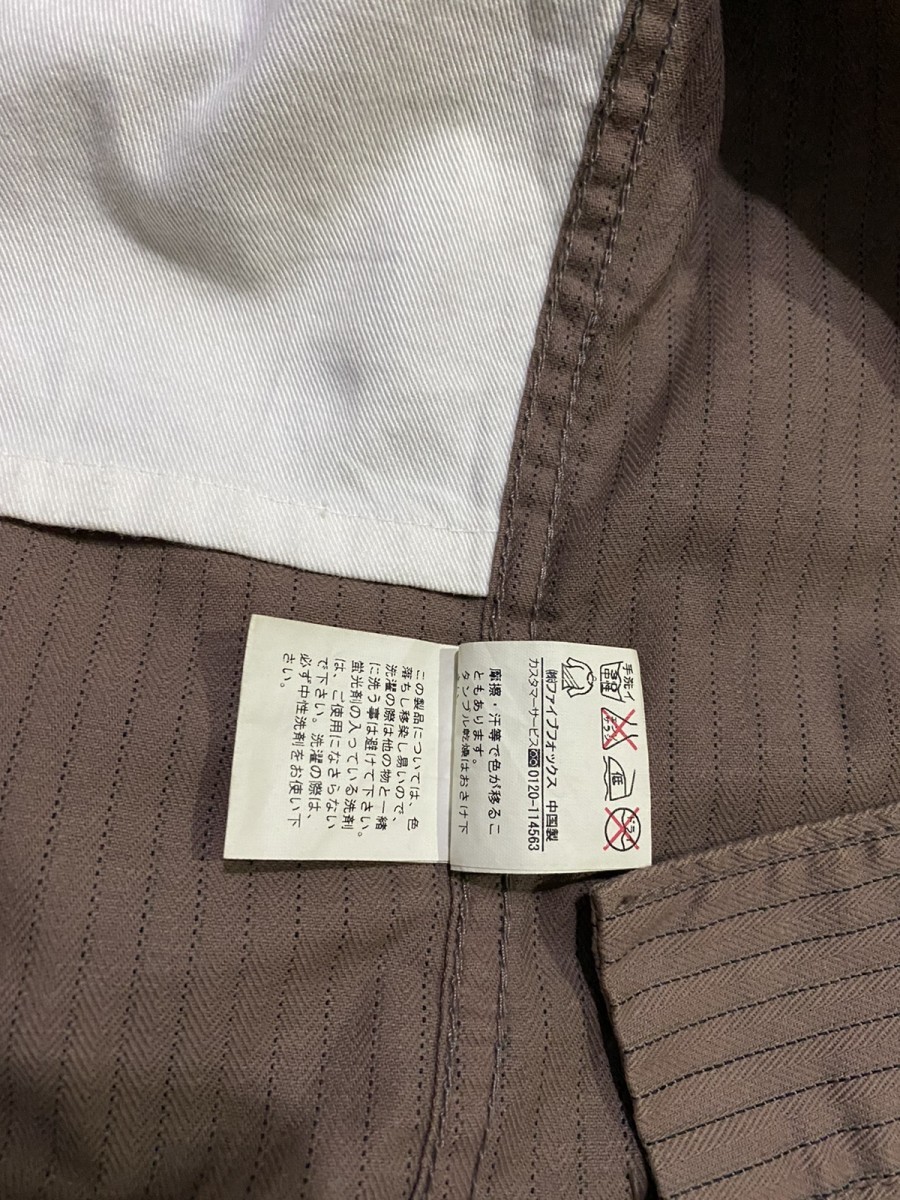 手洗イ
30
中性
エンソ
サラシ
低
ドライ
㈱ファイブフォックス 中国製
カスタマーサービス 0120-114563
摩擦・汗等で色が移るこ
ともあります。
タンブル乾燥はおさけ下
この製品については、色
落ちし移染し易いので、
洗濯の際は他の物と一緒
に洗う事は避けて下さい。
蛍光剤の入っている洗剤
は、ご使用になさらない
で下さい。洗濯の際は、
必ず中性洗剤をお使い下
さい。